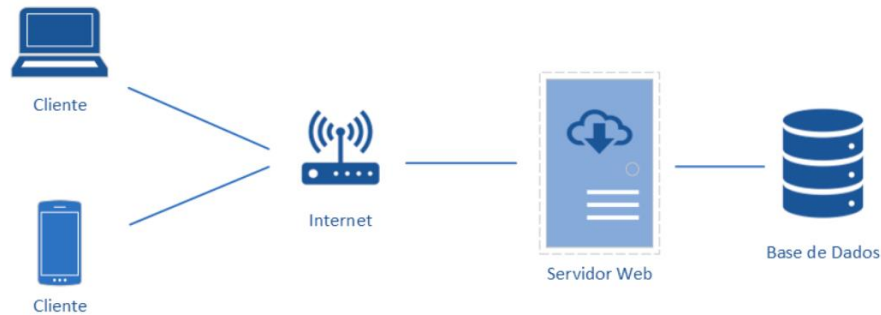 Cliente
Cliente
Internet
Servidor Web
Base de Dados